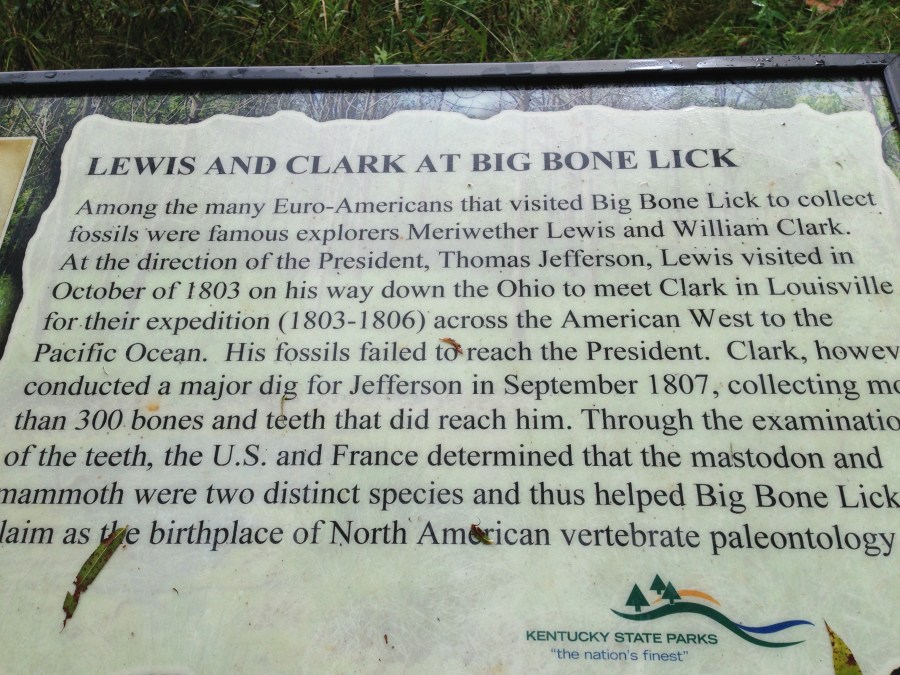 LEWIS AND CLARK AT BIG BONE LICK
Among the many Euro-Americans that visited Big Bone Lick to collect
fossils were famous explorers Meriwether Lewis and William Clark.
At the direction of the President, Thomas Jefferson, Lewis visited in
October of 1803 on his way down the Ohio to meet Clark in Louisville
for their expedition (1803-1806) across the American West to the
Pacific Ocean. His fossils failed to reach the President. Clark, howev
conducted a major dig for Jefferson in September 1807, collecting mo
than 300 bones and teeth that did reach him. Through the examinatio
of the teeth, the U.S. and France determined that the mastodon and
mammoth were two distinct species and thus helped Big Bone Lick
laim as the birthplace of North American vertebrate paleontology
KENTUCKY STATE PARKS
"the nation's finest"